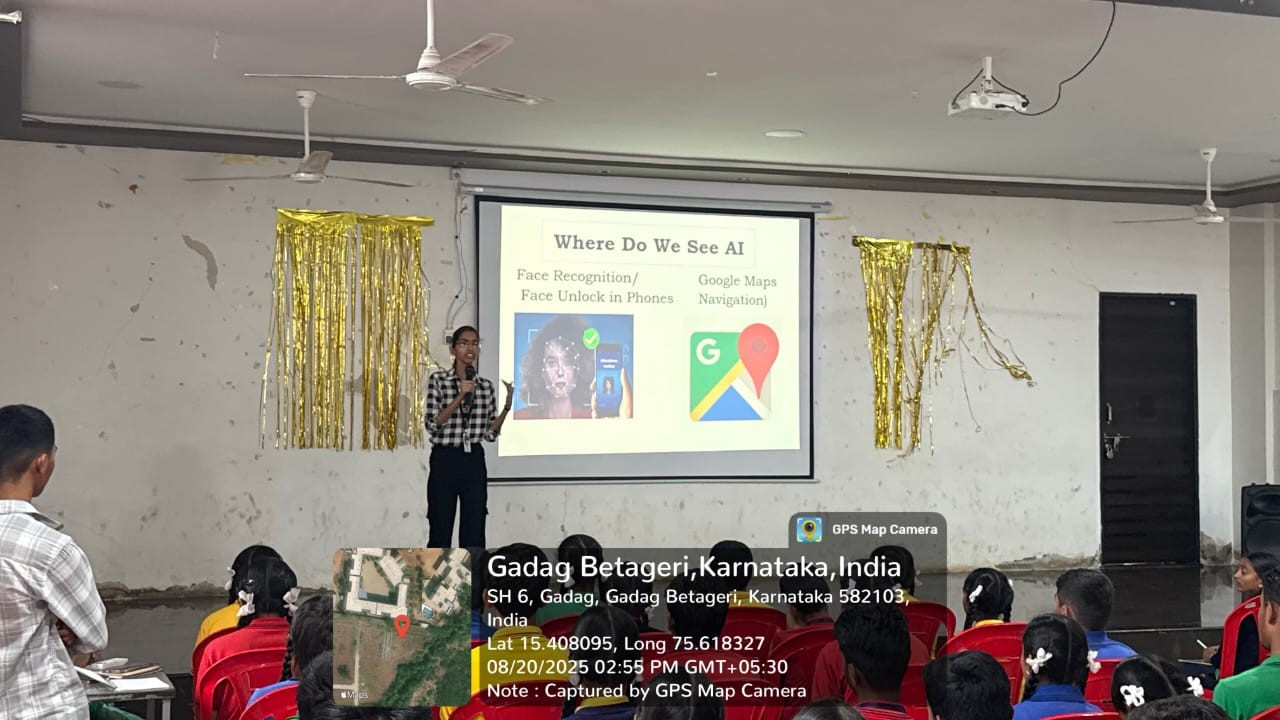 Where Do We See AI
Face Recognition/
Face Unlock in Phones
Google Maps
Navigation)
G
GPS Map Camera
Gadag Betageri,Karnataka,India
SH 6, Gadag, Gadag Betageri, Karnataka 582103,
India
Lat 15.408095, Long 75.618327
08/20/2025 02:55 PM GMT+05:30
Note : Captured by GPS Map Camera
Maps